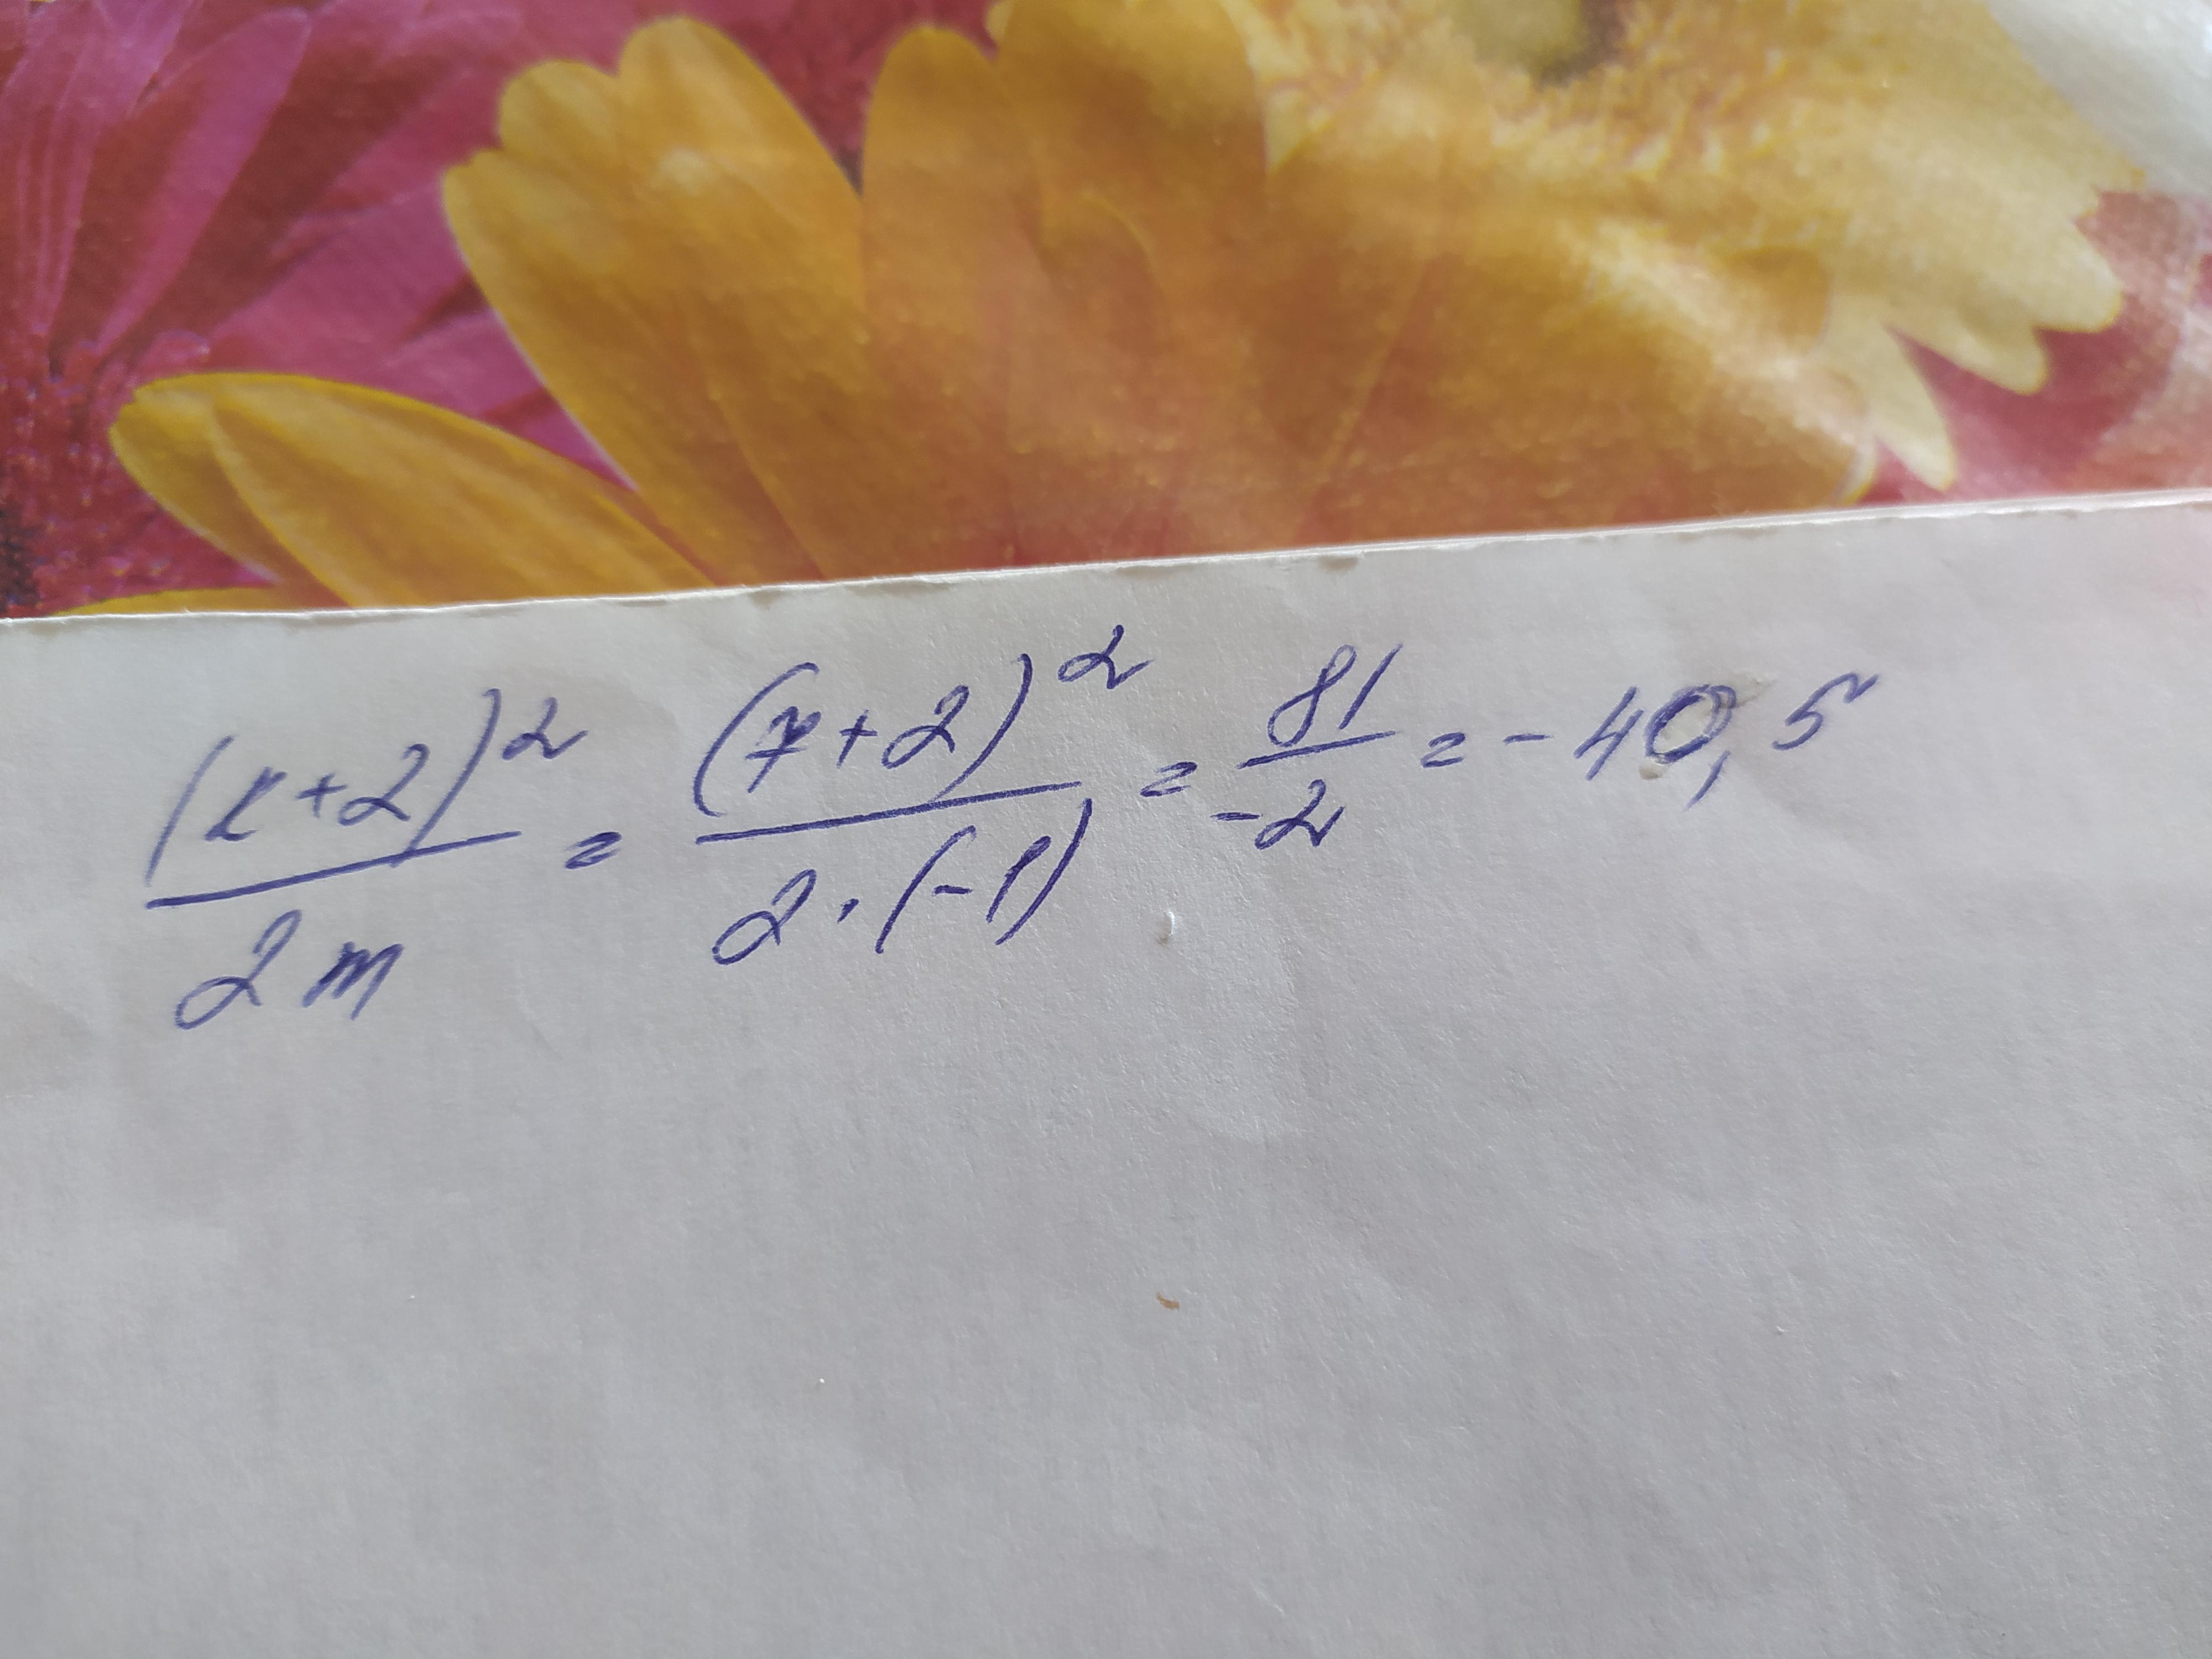 (x+2)²/2m = (7+2)²/2·(-1) = 81/-2 = -40,5